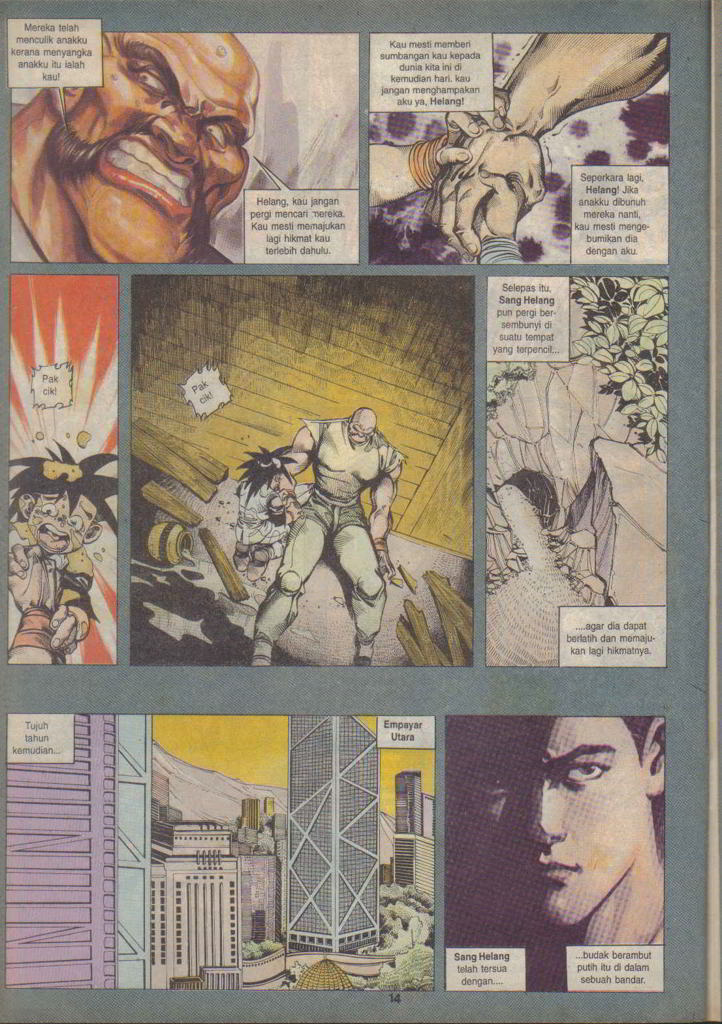 Mereka telah
menculik anakku
kerana menyangka
anakku itu ialah
kau!
Helang, kau jangan
pergi mencari mereka.
Kau mesti memajukan
lagi hikmat kau
terlebih dahulu.
Kau mesti memberi
sumbangan kau kepada
dunia kita ini di
kemudian hari. kau
jangan menghampakan
aku ya, Helang!
Seperkara lagi,
Helang! Jika
anakku dibunuh
mereka nanti,
kau mesti menge-
bumikan dia
dengan aku.
Pak
cik!
Pak
cik!
Selepas itu,
Sang Helang
pun pergi ber-
sembunyi di
suatu tempat
yang terpencil...
....agar dia dapat
berlatih dan memaju-
kan lagi hikmatnya.
Tujuh
tahun
kemudian...
Empayar
Utara
Sang Helang
telah tersua
dengan....
...budak berambut
putih itu di dalam
sebuah bandar.
14